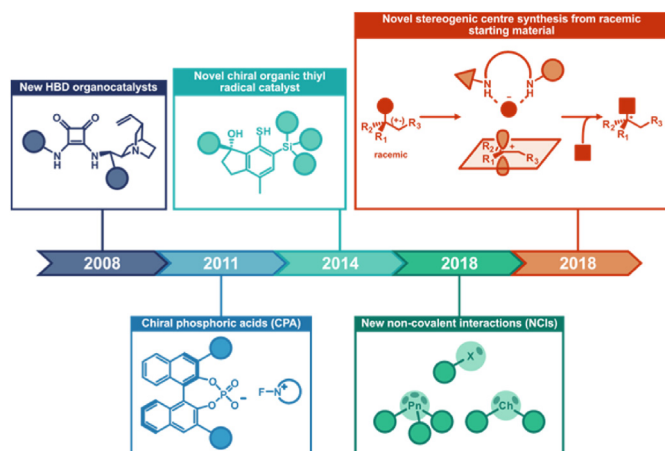 Novel stereogenic centre synthesis from racemic
starting material
New HBD organocatalysts
Novel chiral organic thiyl
radical catalyst
O O
N
H
N
H
N
OH
SH
Si
R2
R1
(+-)
R3
racemic
NH
HN
−
R2
R1
+
R3
R2
R1
*
R3
2008
2011
2014
2018
2018
Chiral phosphoric acids (CPA)
O
O
P
O
O
−
F−N
+
New non-covalent interactions (NCIs)
X
Pn
Ch